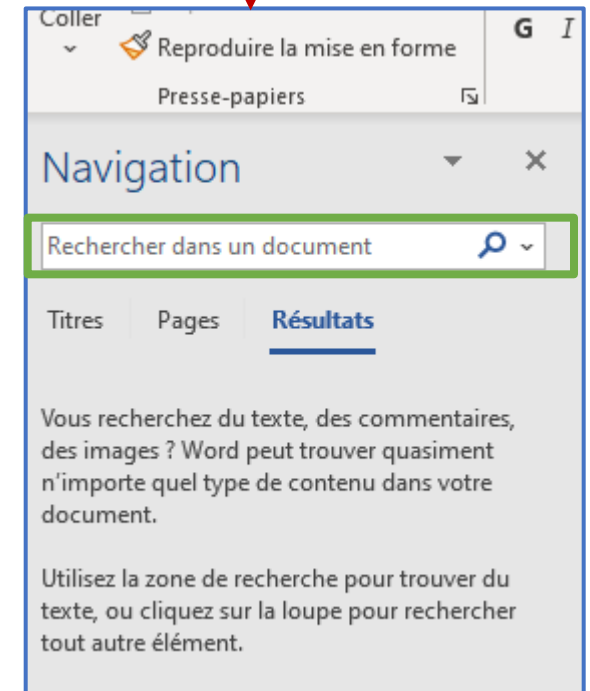 Coller
Reproduire la mise en forme
G I
Presse-papiers
Navigation
Rechercher dans un document
Titres Pages Résultats
Vous recherchez du texte, des commentaires,
des images ? Word peut trouver quasiment
n’importe quel type de contenu dans votre
document.
Utilisez la zone de recherche pour trouver du
texte, ou cliquez sur la loupe pour rechercher
tout autre élément.